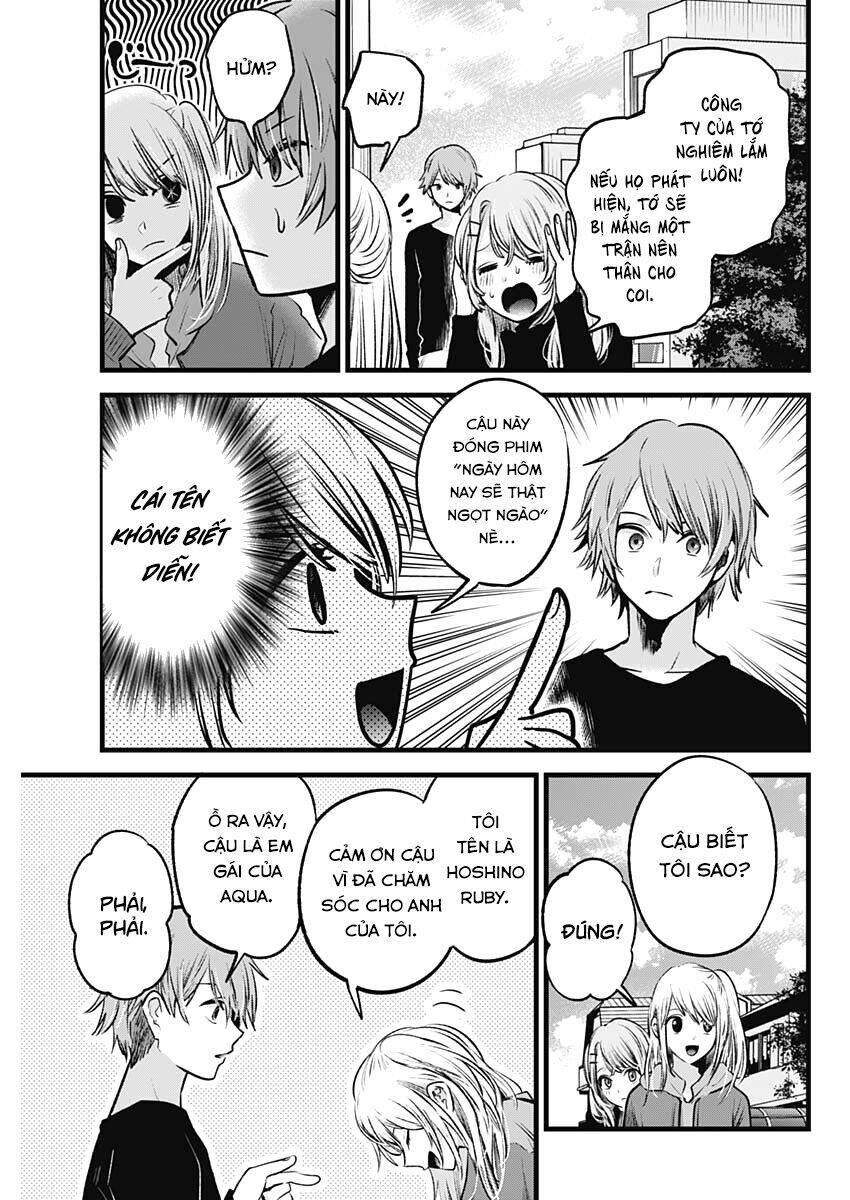 CÔNG
TY CỦA TỚ
NGHIÊM LẮM
LUÔN!
NẾU HỌ PHÁT
HIỆN, TỚ SẼ
BỊ MẮNG MỘT
TRẬN NÊN
THÂN CHO
COI.
NÀY!
HỬM?
じーっ
CẬU NÀY
ĐÓNG PHIM
“NGÀY HÔM
NAY SẼ THẬT
NGỌT NGÀO”
NÈ...
CÁI TÊN
KHÔNG BIẾT
DIỄN!
CẬU BIẾT
TÔI SAO?
ĐÚNG!
TÔI
TÊN LÀ
HOSHINO
RUBY.
CẢM ƠN CẬU
VÌ ĐÃ CHĂM
SÓC CHO ANH
CỦA TÔI.
Ồ RA VẬY,
CẬU LÀ EM
GÁI CỦA
AQUA.
PHẢI,
PHẢI.